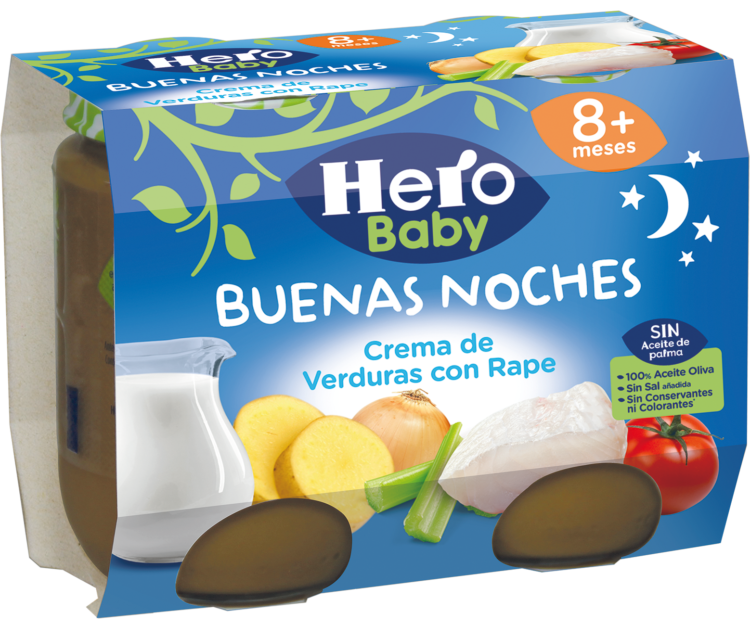 Hero
Baby
8+
meses
BUENAS NOCHES
Crema de
Verduras con Rape
8+
meses
Hero
Baby
BUENAS NOCHES
Crema de
Verduras con Rape
SIN
Aceite de
palma
100% Aceite Oliva
Sin Sal añadida
Sin Conservantes
ni Colorantes*